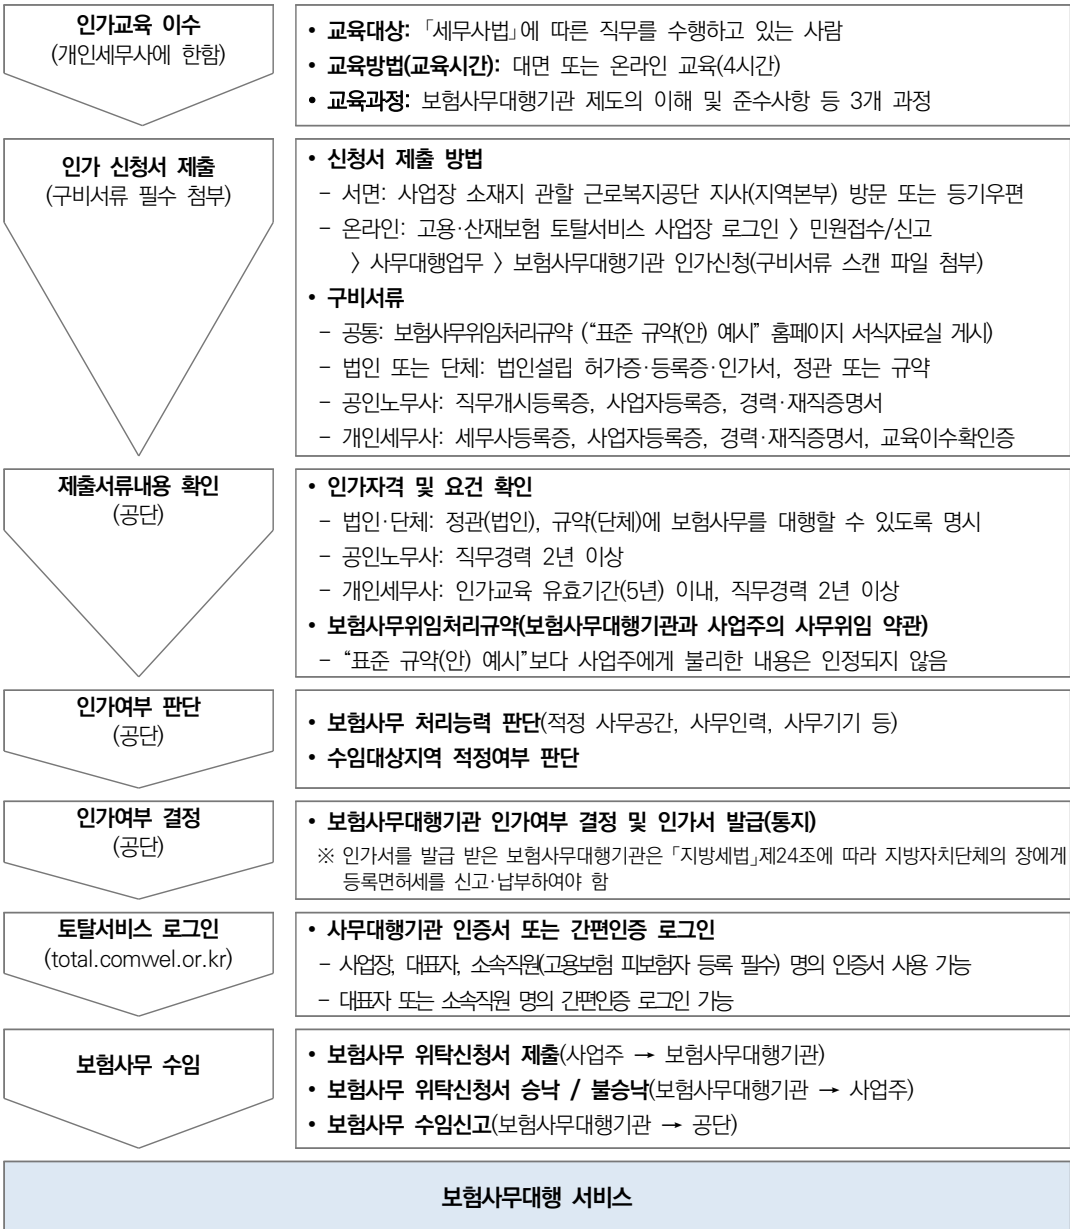 인가교육 이수
(개인세무사에 한함)
• 교육대상: 「세무사법」에 따른 직무를 수행하고 있는 사람
• 교육방법(교육시간): 대면 또는 온라인 교육(4시간)
• 교육과정: 보험사무대행기관 제도의 이해 및 준수사항 등 3개 과정
인가 신청서 제출
(구비서류 필수 첨부)
• 신청서 제출 방법
- 서면: 사업장 소재지 관할 근로복지공단 지사(지역본부) 방문 또는 등기우편
- 온라인: 고용·산재보험 토탈서비스 사업장 로그인 〉 민원접수/신고
〉 사무대행업무 〉 보험사무대행기관 인가신청(구비서류 스캔 파일 첨부)
• 구비서류
- 공통: 보험사무위임처리규약 (“표준 규약(안) 예시” 홈페이지 서식자료실 게시)
- 법인 또는 단체: 법인설립 허가증·등록증·인가서, 정관 또는 규약
- 공인노무사: 직무개시등록증, 사업자등록증, 경력·재직증명서
- 개인세무사: 세무사등록증, 사업자등록증, 경력·재직증명서, 교육이수확인증
제출서류내용 확인
(공단)
• 인가자격 및 요건 확인
- 법인·단체: 정관(법인), 규약(단체)에 보험사무를 대행할 수 있도록 명시
- 공인노무사: 직무경력 2년 이상
- 개인세무사: 인가교육 유효기간(5년) 이내, 직무경력 2년 이상
• 보험사무위임처리규약(보험사무대행기관과 사업주의 사무위임 약관)
- “표준 규약(안) 예시”보다 사업주에게 불리한 내용은 인정되지 않음
인가여부 판단
(공단)
• 보험사무 처리능력 판단(적정 사무공간, 사무인력, 사무기기 등)
• 수임대상지역 적정여부 판단
인가여부 결정
(공단)
• 보험사무대행기관 인가여부 결정 및 인가서 발급(통지)
※ 인가서를 발급 받은 보험사무대행기관은 「지방세법」제24조에 따라 지방자치단체의 장에게
등록면허세를 신고·납부하여야 함
토탈서비스 로그인
(total.comwel.or.kr)
• 사무대행기관 인증서 또는 간편인증 로그인
- 사업장, 대표자, 소속직원(고용보험 피보험자 등록 필수) 명의 인증서 사용 가능
- 대표자 또는 소속직원 명의 간편인증 로그인 가능
보험사무 수임
• 보험사무 위탁신청서 제출(사업주 → 보험사무대행기관)
• 보험사무 위탁신청서 승낙 / 불승낙(보험사무대행기관 → 사업주)
• 보험사무 수임신고(보험사무대행기관 → 공단)
보험사무대행 서비스